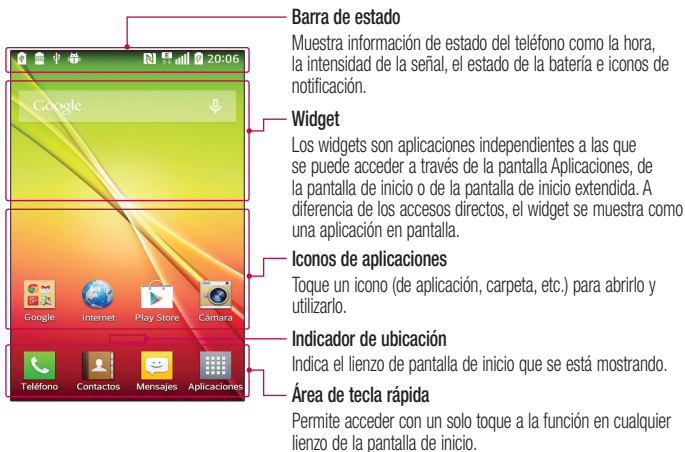 Barra de estado
Muestra información de estado del teléfono como la hora,
la intensidad de la señal, el estado de la batería e iconos de
notificación.
20:06
Google
Widget
Los widgets son aplicaciones independientes a las que
se puede acceder a través de la pantalla Aplicaciones, de
la pantalla de inicio o de la pantalla de inicio extendida. A
diferencia de los accesos directos, el widget se muestra como
una aplicación en pantalla.
Iconos de aplicaciones
Toque un icono (de aplicación, carpeta, etc.) para abrirlo y
utilizarlo.
Google Internet Play Store Cámara
Indicador de ubicación
Indica el lienzo de pantalla de inicio que se está mostrando.
Teléfono Contactos Mensajes Aplicaciones
Área de tecla rápida
Permite acceder con un solo toque a la función en cualquier
lienzo de la pantalla de inicio.